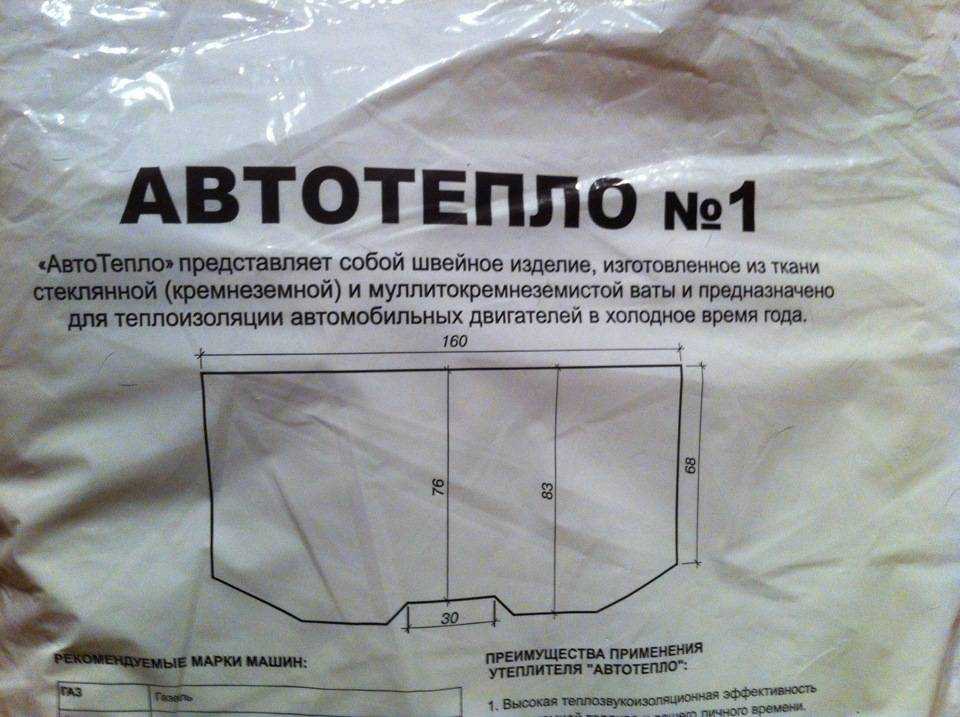 АВТОТЕПЛО №1
«АвтоТепло» представляет собой швейное изделие, изготовленное из ткани
стеклянной (кремнеземной) и муллитокремнеземистой ваты и предназначено
для теплоизоляции автомобильных двигателей в холодное время года.
160
76
83
68
30
РЕКОМЕНДУЕМЫЕ МАРКИ МАШИН:
ГАЗ Газель
ПРЕИМУЩЕСТВА ПРИМЕНЕНИЯ
УТЕПЛИТЕЛЯ "АВТОТЕПЛО":
1. Высокая теплозвукоизоляционная эффективность
личного времени.